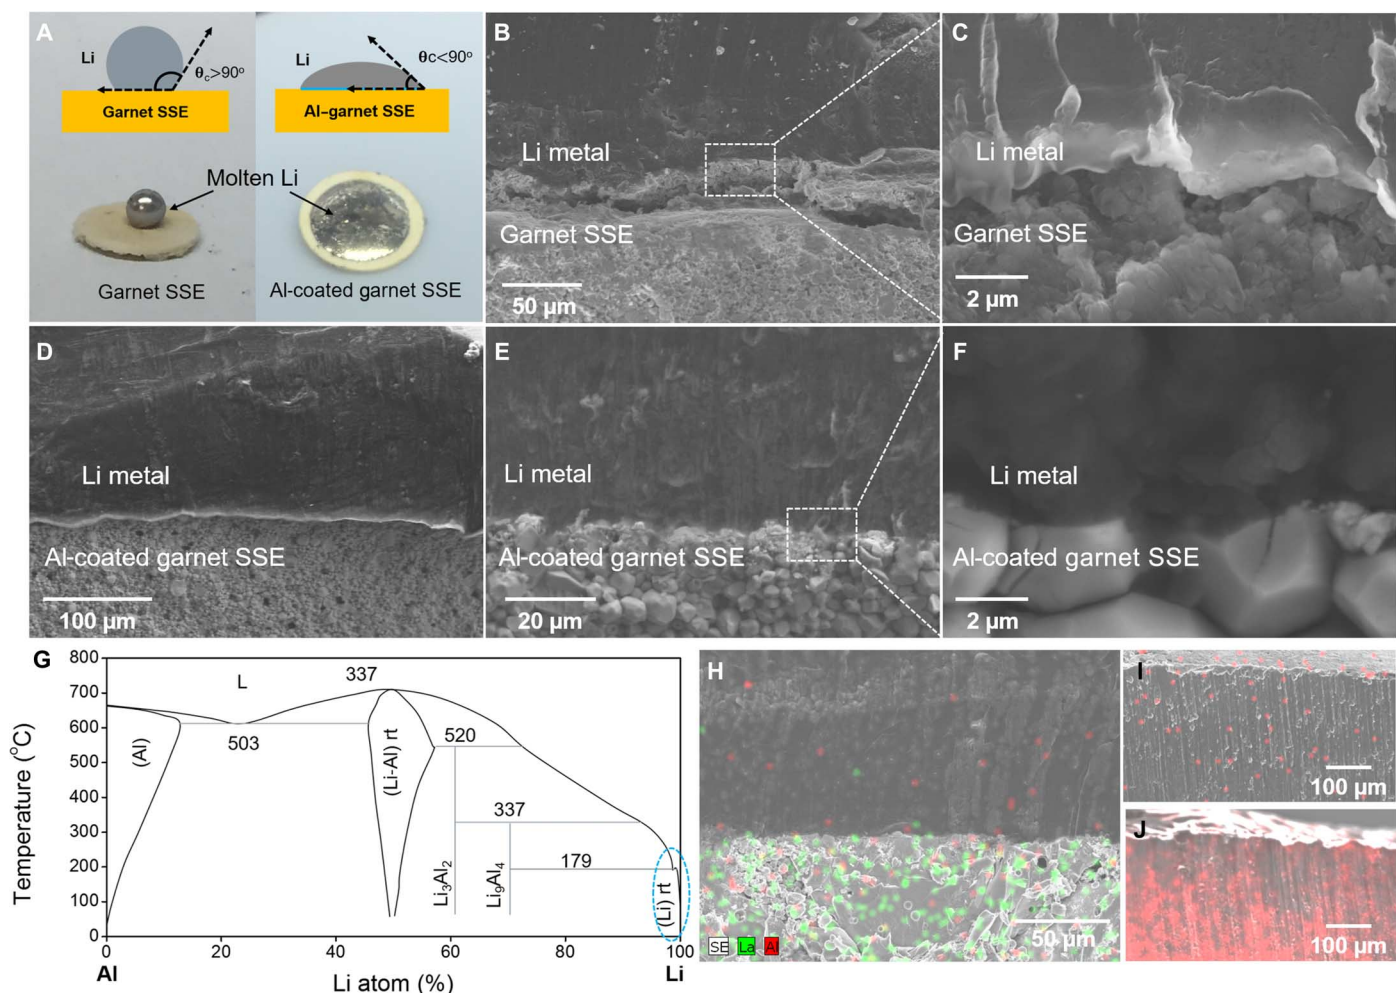 A
Li
θc>90°
Garnet SSE
Li
θc<90°
Al–garnet SSE
Molten Li
Garnet SSE
Al-coated garnet SSE
B
Li metal
Garnet SSE
50 µm
C
Li metal
Garnet SSE
2 µm
D
Li metal
Al-coated garnet SSE
100 µm
E
Li metal
Al-coated garnet SSE
20 µm
F
Li metal
Al-coated garnet SSE
2 µm
G
Temperature (°C)
800
700
600
500
400
300
200
100
0
L
337
503
520
337
179
(Al)
(Li-Al) rt
Li3Al2
Li9Al4
(Li) rt
0
20
40
60
80
100
Al
Li atom (%)
Li
H
SE
La
Al
50 µm
I
100 µm
J
100 µm